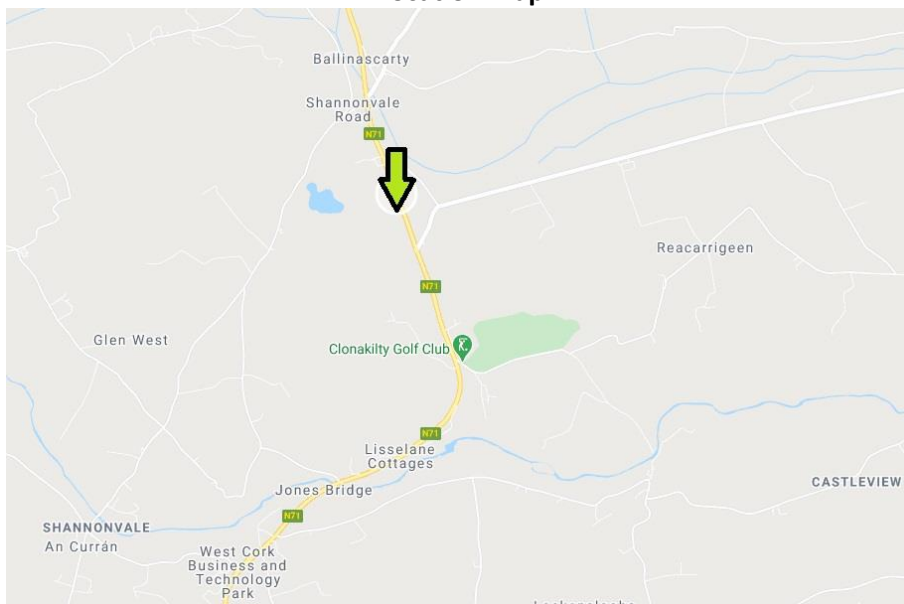 Ballinascarty
Shannonvale
Road
N71
Reacarrigeen
N71
Glen West
Clonakilty Golf Club
N71
Lisselane
Cottages
CASTLEVIEW
Jones Bridge
N71
SHANNONVALE
An Currán
West Cork
Business and
Technology
Park